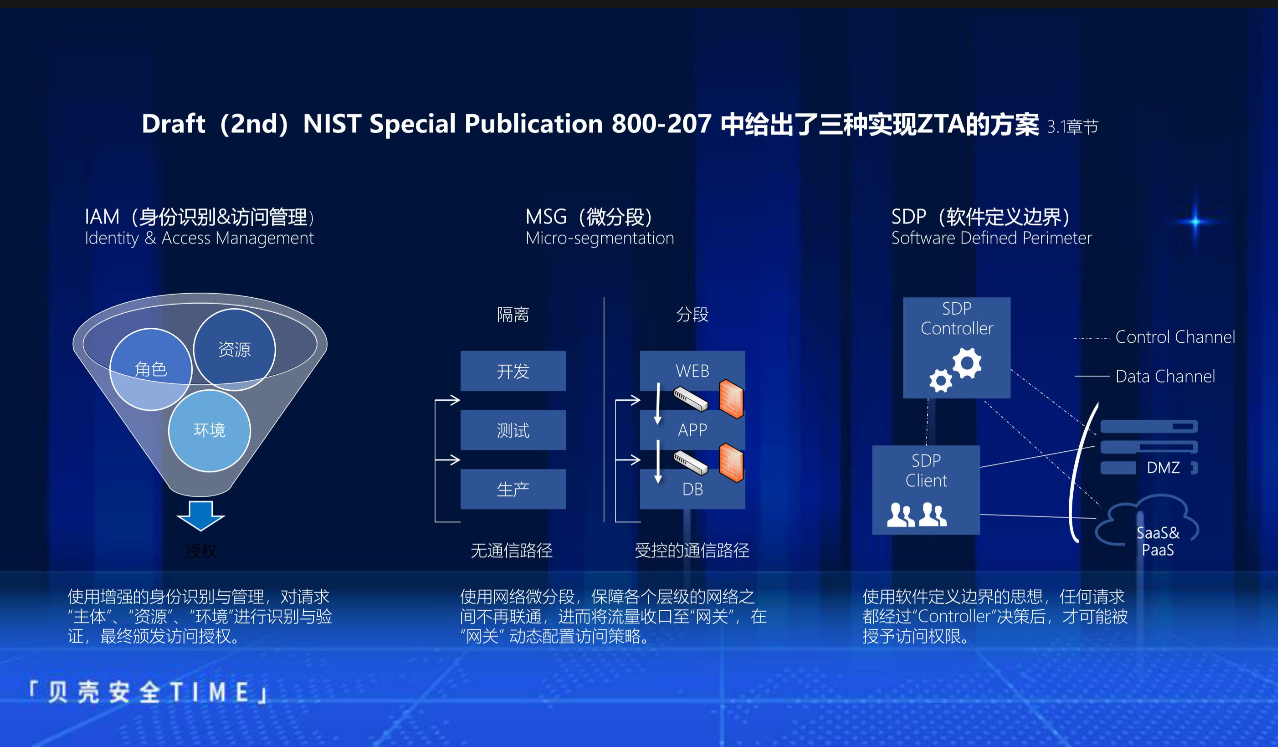 Draft（2nd）NIST Special Publication 800-207 中给出了三种实现ZTA的方案 3.1章节
IAM（身份识别&访问管理）
Identity & Access Management
角色
资源
环境
授权
使用增强的身份识别与管理，对请求
“主体”、“资源”、“环境”进行识别与验
证，最终颁发访问授权。
MSG（微分段）
Micro-segmentation
隔离
开发
测试
生产
无通信路径
分段
WEB
APP
DB
受控的通信路径
使用网络微分段，保障各个层级的网络之
间不再联通，进而将流量收口至“网关”，在
“网关” 动态配置访问策略。
SDP（软件定义边界）
Software Defined Perimeter
SDP
Controller
Control Channel
Data Channel
SDP
Client
DMZ
SaaS&
PaaS
使用软件定义边界的思想，任何请求
都经过“Controller”决策后，才可能被
授予访问权限。
「贝壳安全TIME」